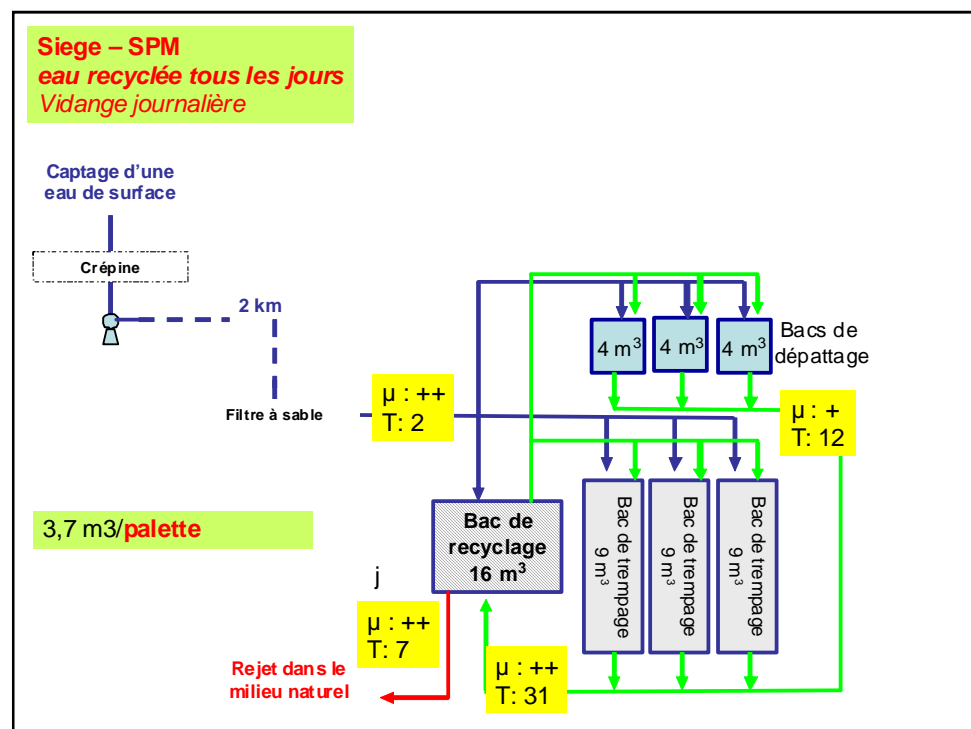 Siege – SPM
eau recyclée tous les jours
Vidange journalière
Captage d’une
eau de surface
Crépine
2 km
Filtre à sable
µ : ++
T: 2
4 m³
4 m³
4 m³
Bacs de
dépattage
µ : +
T: 12
3,7 m3/palette
Bac de
recyclage
16 m³
Bac de trempage
9 m³
Bac de trempage
9 m³
Bac de trempage
9 m³
j
µ : ++
T: 7
Rejet dans le
milieu naturel
µ : ++
T: 31